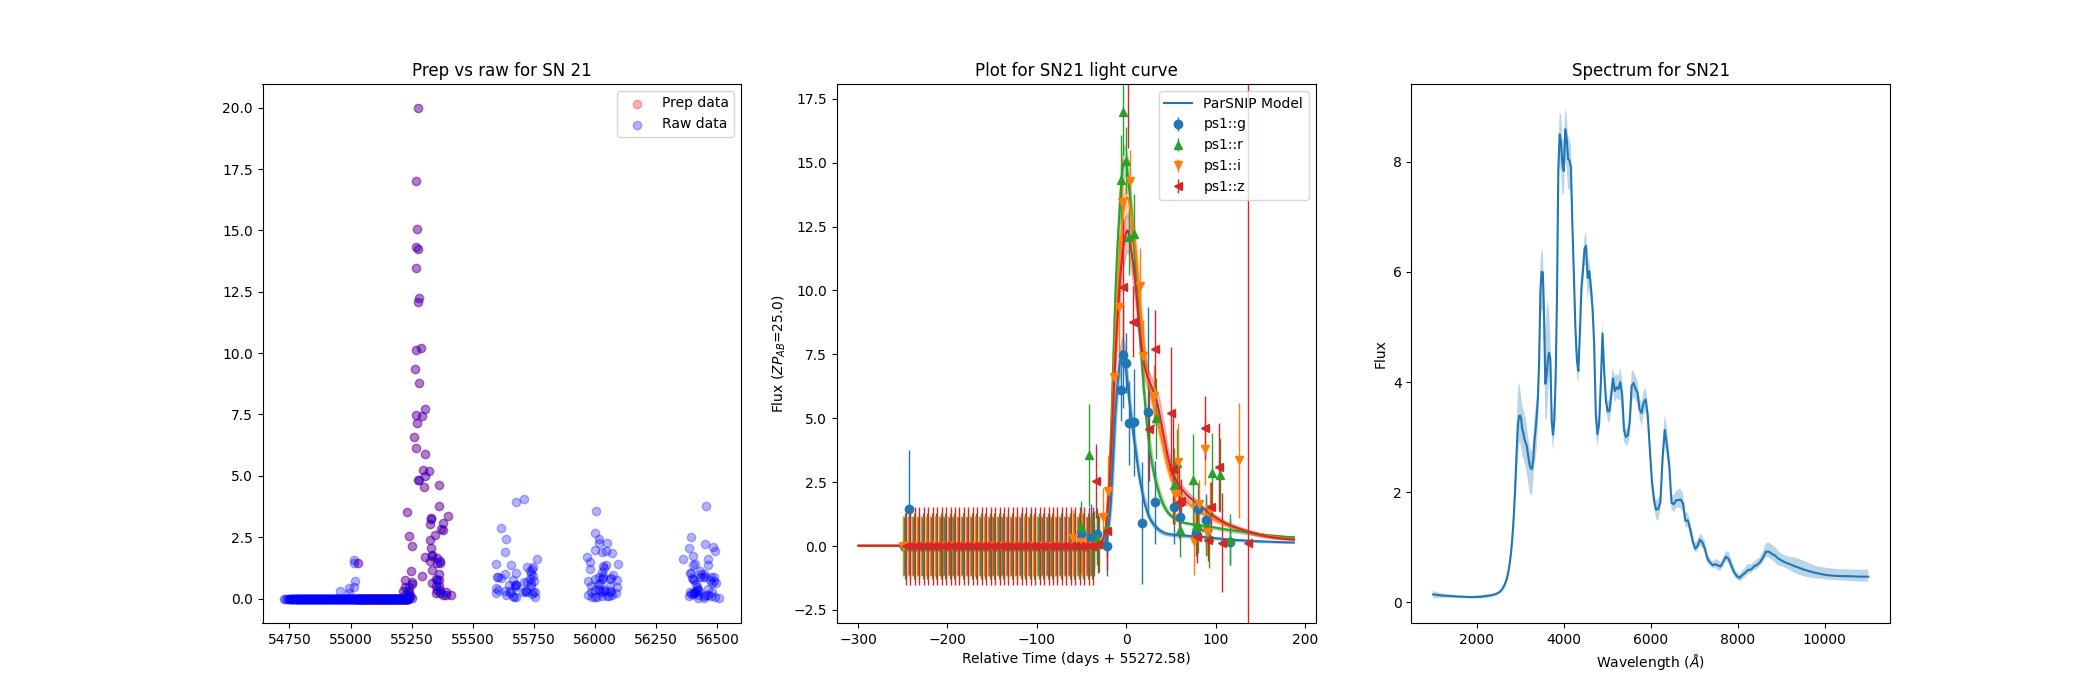 Prep vs raw for SN 21
20.0
17.5
15.0
12.5
10.0
7.5
5.0
2.5
0.0
54750 55000 55250 55500 55750 56000 56250 56500
Prep data
Raw data
Plot for SN21 light curve
Flux (ZP_AB=25.0)
17.5
15.0
12.5
10.0
7.5
5.0
2.5
0.0
−2.5
−300 −200 −100 0 100 200
Relative Time (days + 55272.58)
ParSNIP Model
ps1::g
ps1::r
ps1::i
ps1::z
Spectrum for SN21
Flux
8
6
4
2
0
2000 4000 6000 8000 10000
Wavelength (Å)